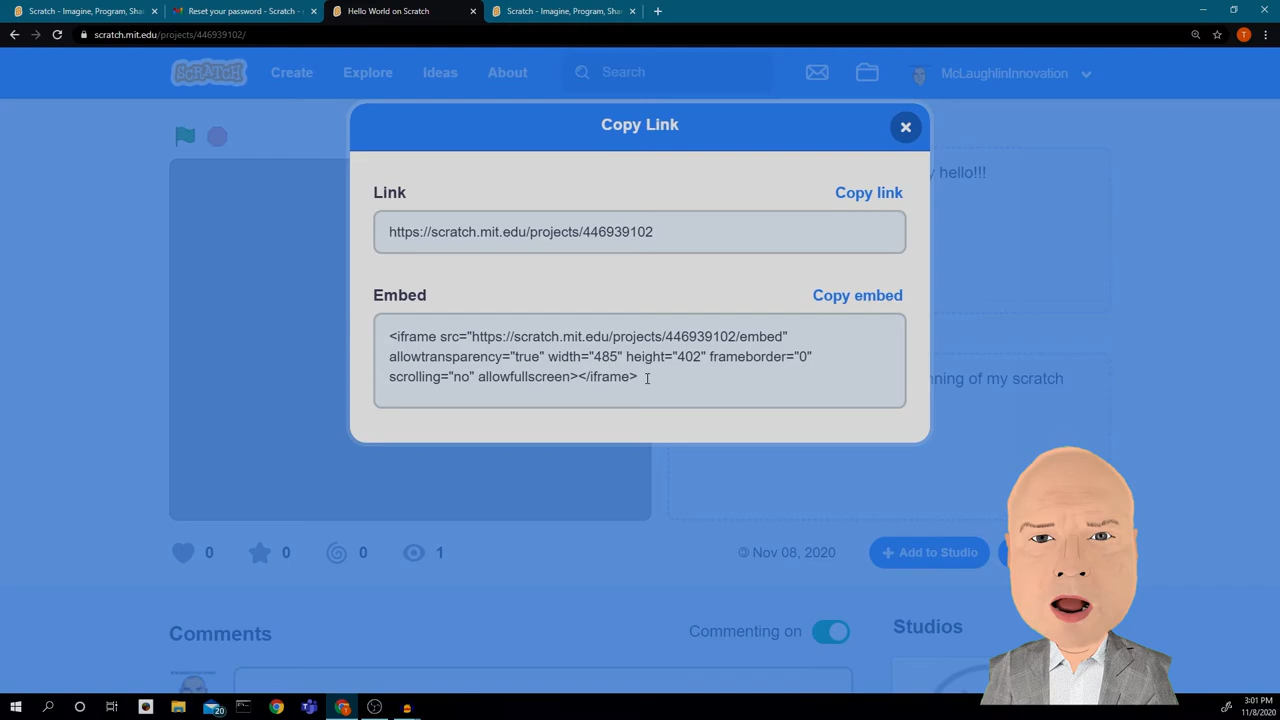 Scratch - Imagine, Program, Sha
Reset your password - Scratch -
Hello World on Scratch
Scratch - Imagine, Program, Sha
scratch.mit.edu/projects/446939102/
T
SCRATCH
Create
Explore
Ideas
About
Search
McLaughlinInnovation
Copy Link
hello!!!
Link
Copy link
https://scratch.mit.edu/projects/446939102
Embed
Copy embed
<iframe src="https://scratch.mit.edu/projects/446939102/embed"
allowtransparency="true" width="485" height="402" frameborder="0"
scrolling="no" allowfullscreen></iframe>
of my scratch
0
0
0
1
© Nov 08, 2020
+ Add to Studio
Comments
Commenting on
Studios
20
3:01 PM
11/8/2020